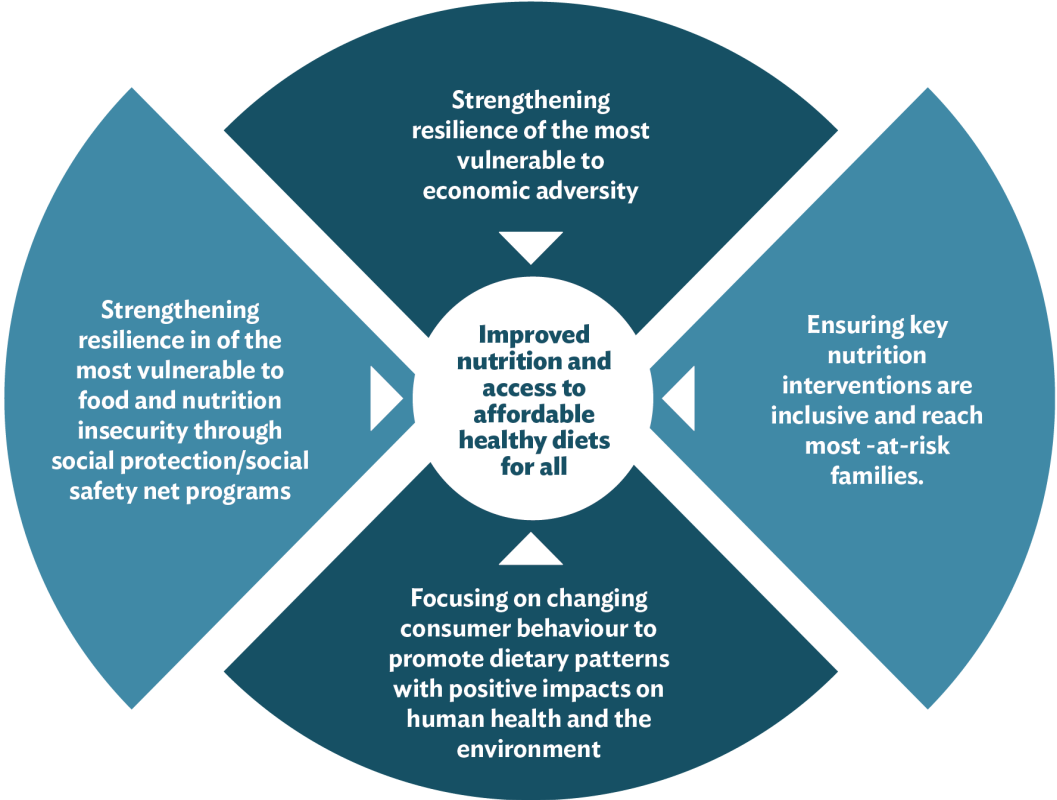 Strengthening
resilience of the most
vulnerable to
economic adversity
Strengthening
resilience in of the
most vulnerable to
food and nutrition
insecurity through
social protection/social
safety net programs
Improved
nutrition and
access to
affordable
healthy diets
for all
Ensuring key
nutrition
interventions are
inclusive and reach
most -at-risk
families.
Focusing on changing
consumer behaviour to
promote dietary patterns
with positive impacts on
human health and the
environment